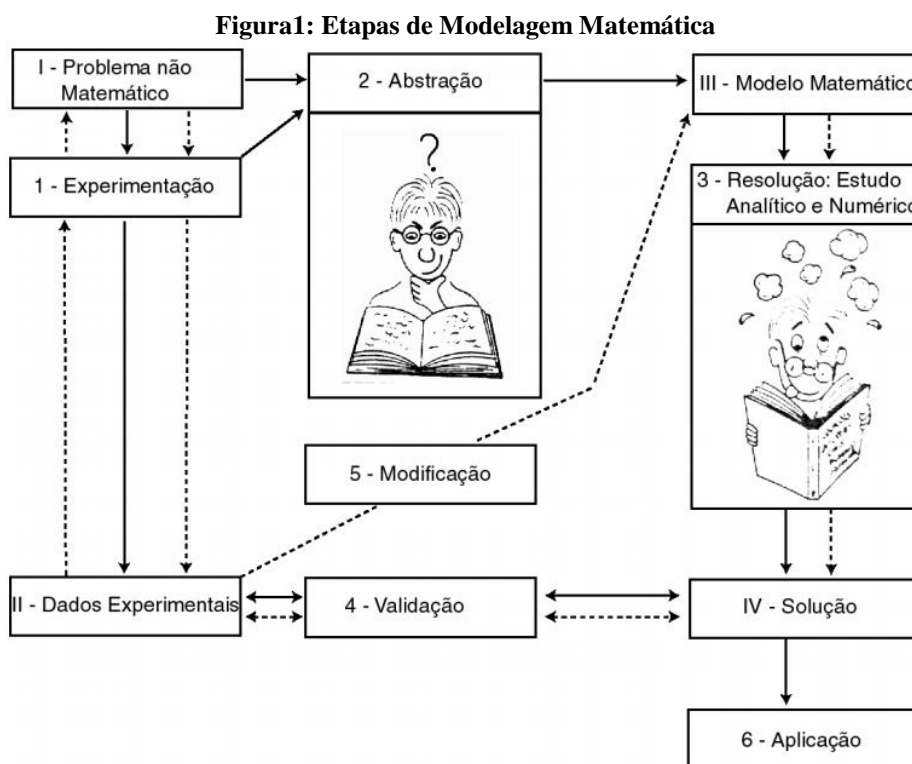 Figura1: Etapas de Modelagem Matemática
I - Problema não
Matemático
2 - Abstração
III - Modelo Matemático
?
1 - Experimentação
3 - Resolução: Estudo
Analítico e Numérico
5 - Modificação
II - Dados Experimentais
4 - Validação
IV - Solução
6 - Aplicação